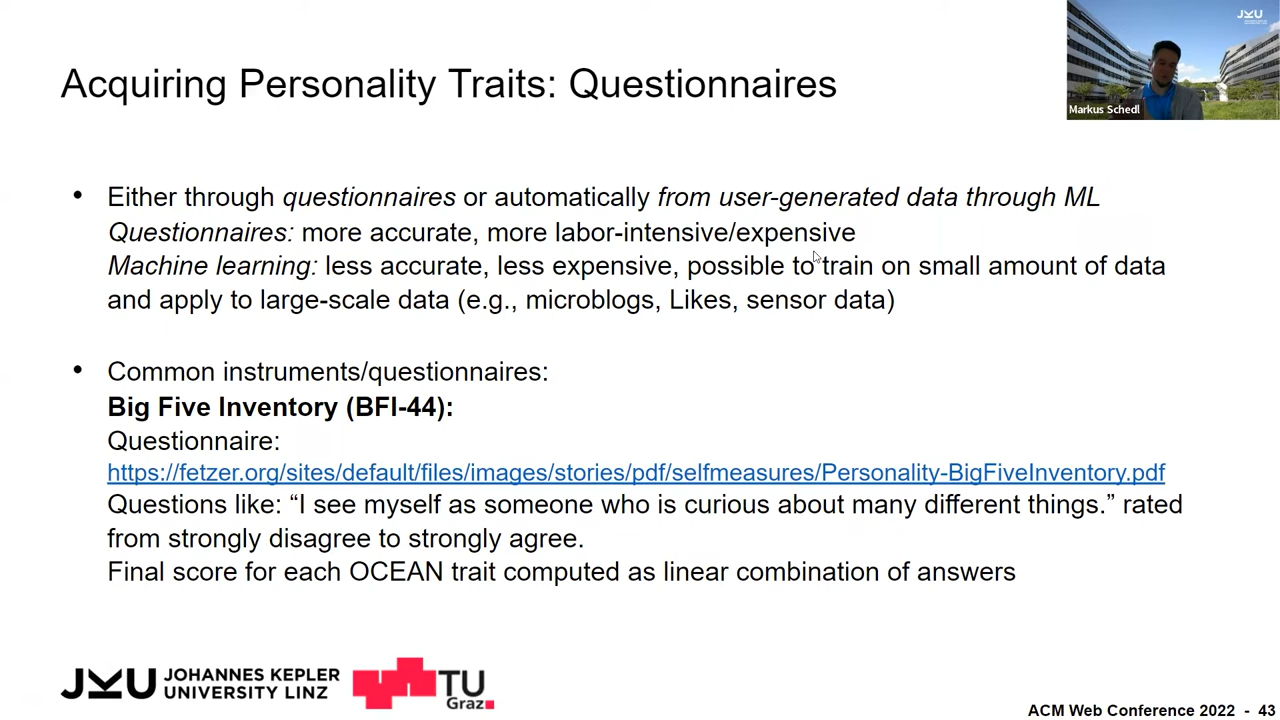 JKU
Markus Schedl
Acquiring Personality Traits: Questionnaires
• Either through questionnaires or automatically from user-generated data through ML
Questionnaires: more accurate, more labor-intensive/expensive
Machine learning: less accurate, less expensive, possible to train on small amount of data
and apply to large-scale data (e.g., microblogs, Likes, sensor data)
• Common instruments/questionnaires:
Big Five Inventory (BFI-44):
Questionnaire:
https://fetzer.org/sites/default/files/images/stories/pdf/selfmeasures/Personality-BigFiveInventory.pdf
Questions like: “I see myself as someone who is curious about many different things.” rated
from strongly disagree to strongly agree.
Final score for each OCEAN trait computed as linear combination of answers
JKU JOHANNES KEPLER
UNIVERSITY LINZ
TU
Graz
ACM Web Conference 2022 - 43